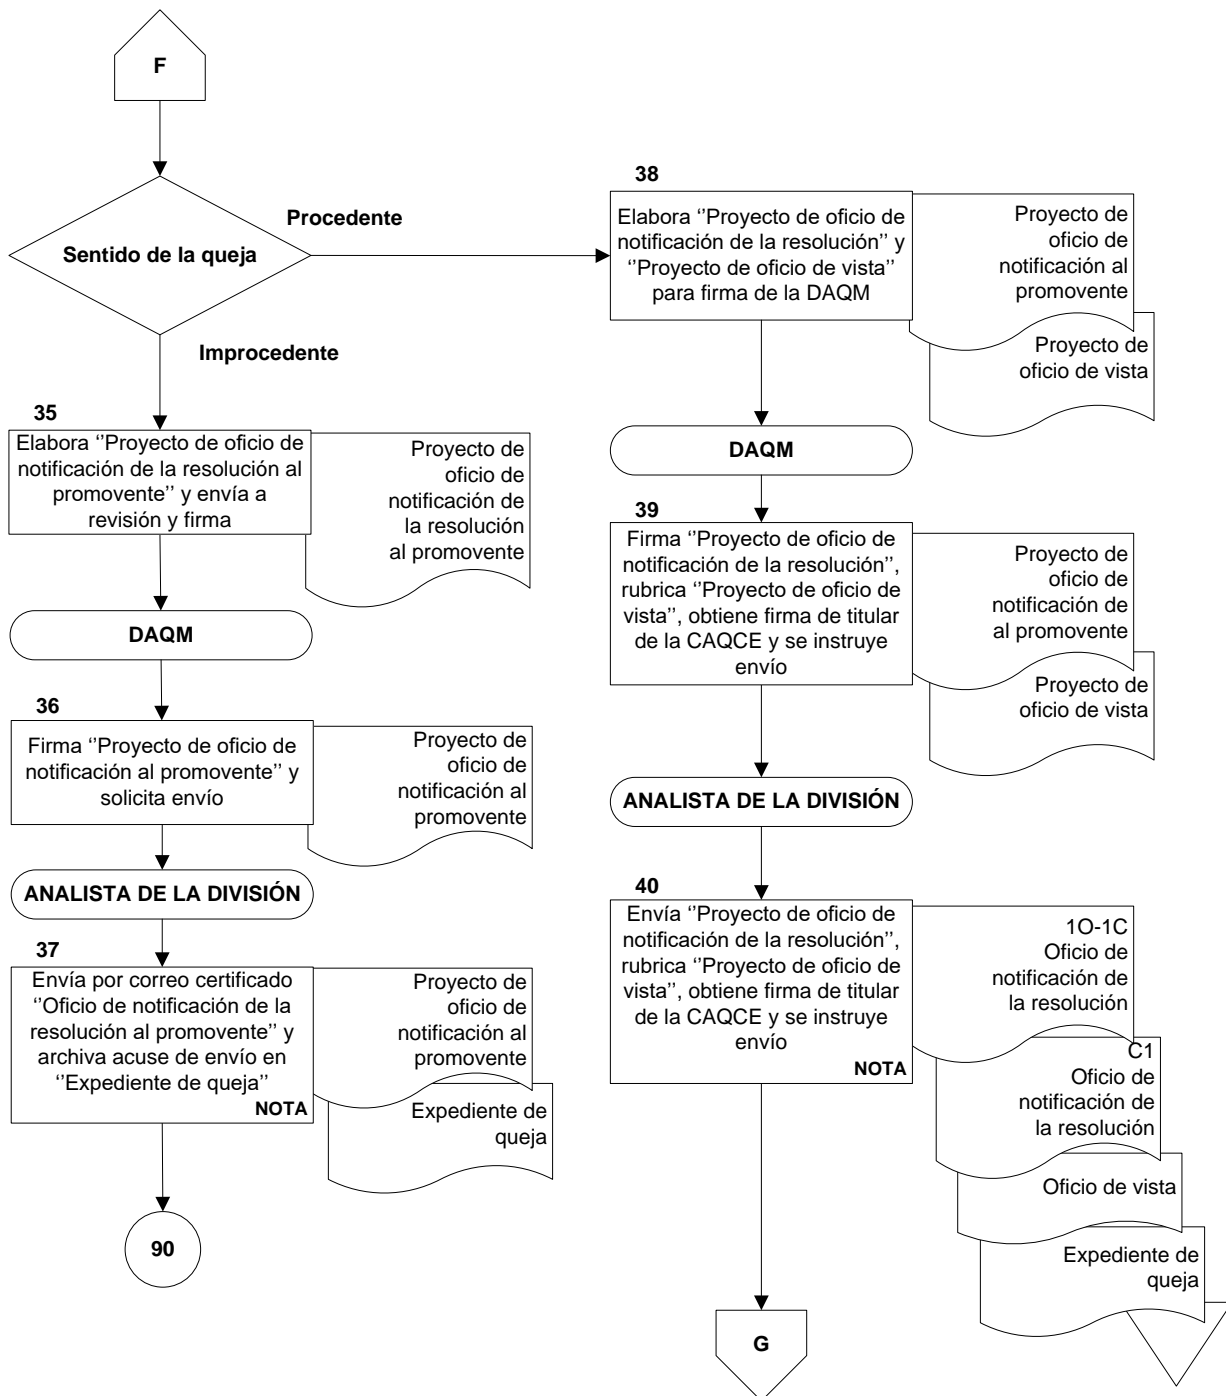 F
Sentido de la queja
Procedente
Improcedente
35
Elabora ‘’Proyecto de oficio de
notificación de la resolución al
promovente’’ y envía a
revisión y firma
Proyecto de
oficio de
notificación de
la resolución
al promovente
DAQM
36
Firma ‘’Proyecto de oficio de
notificación al promovente’’ y
solicita envío
Proyecto de
oficio de
notificación al
promovente
ANALISTA DE LA DIVISIÓN
37
Envía por correo certificado
‘’Oficio de notificación de la
resolución al promovente’’ y
archiva acuse de envío en
‘’Expediente de queja’’
NOTA
Proyecto de
oficio de
notificación al
promovente
Expediente de
queja
90
38
Elabora ‘’Proyecto de oficio de
notificación de la resolución’’ y
‘’Proyecto de oficio de vista’’
para firma de la DAQM
Proyecto de
oficio de
notificación al
promovente
Proyecto de
oficio de vista
DAQM
39
Firma ‘’Proyecto de oficio de
notificación de la resolución’’,
rubrica ‘’Proyecto de oficio de
vista’’, obtiene firma de titular
de la CAQCE y se instruye
envío
Proyecto de
oficio de
notificación de
al promovente
Proyecto de
oficio de vista
ANALISTA DE LA DIVISIÓN
40
Envía ‘’Proyecto de oficio de
notificación de la resolución’’,
rubrica ‘’Proyecto de oficio de
vista’’, obtiene firma de titular
de la CAQCE y se instruye
envío
NOTA
1O-1C
Oficio de
notificación de
la resolución
C1
Oficio de
notificación de
la resolución
Oficio de vista
Expediente de
queja
G